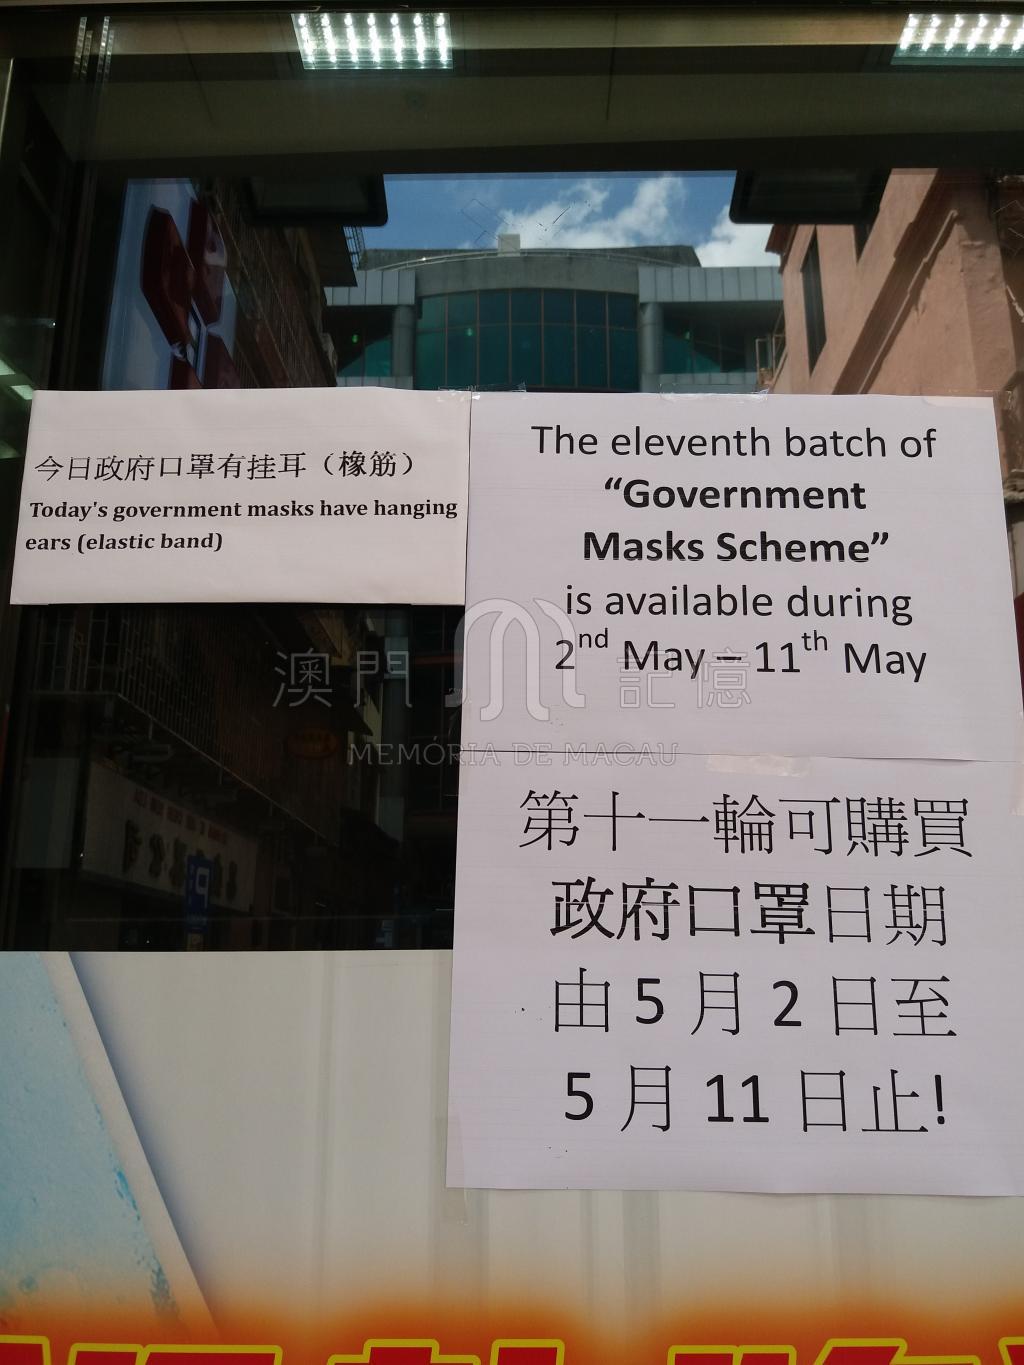 今日政府口罩有挂耳（橡筋）
Today's government masks have hanging
ears (elastic band)
The eleventh batch of
“Government
Masks Scheme”
is available during
2nd May – 11th May
澳門 記憶
MEMÓRIA DE MACAU
第十一輪可購買
政府口罩日期
由 5 月 2 日至
5 月 11 日止!